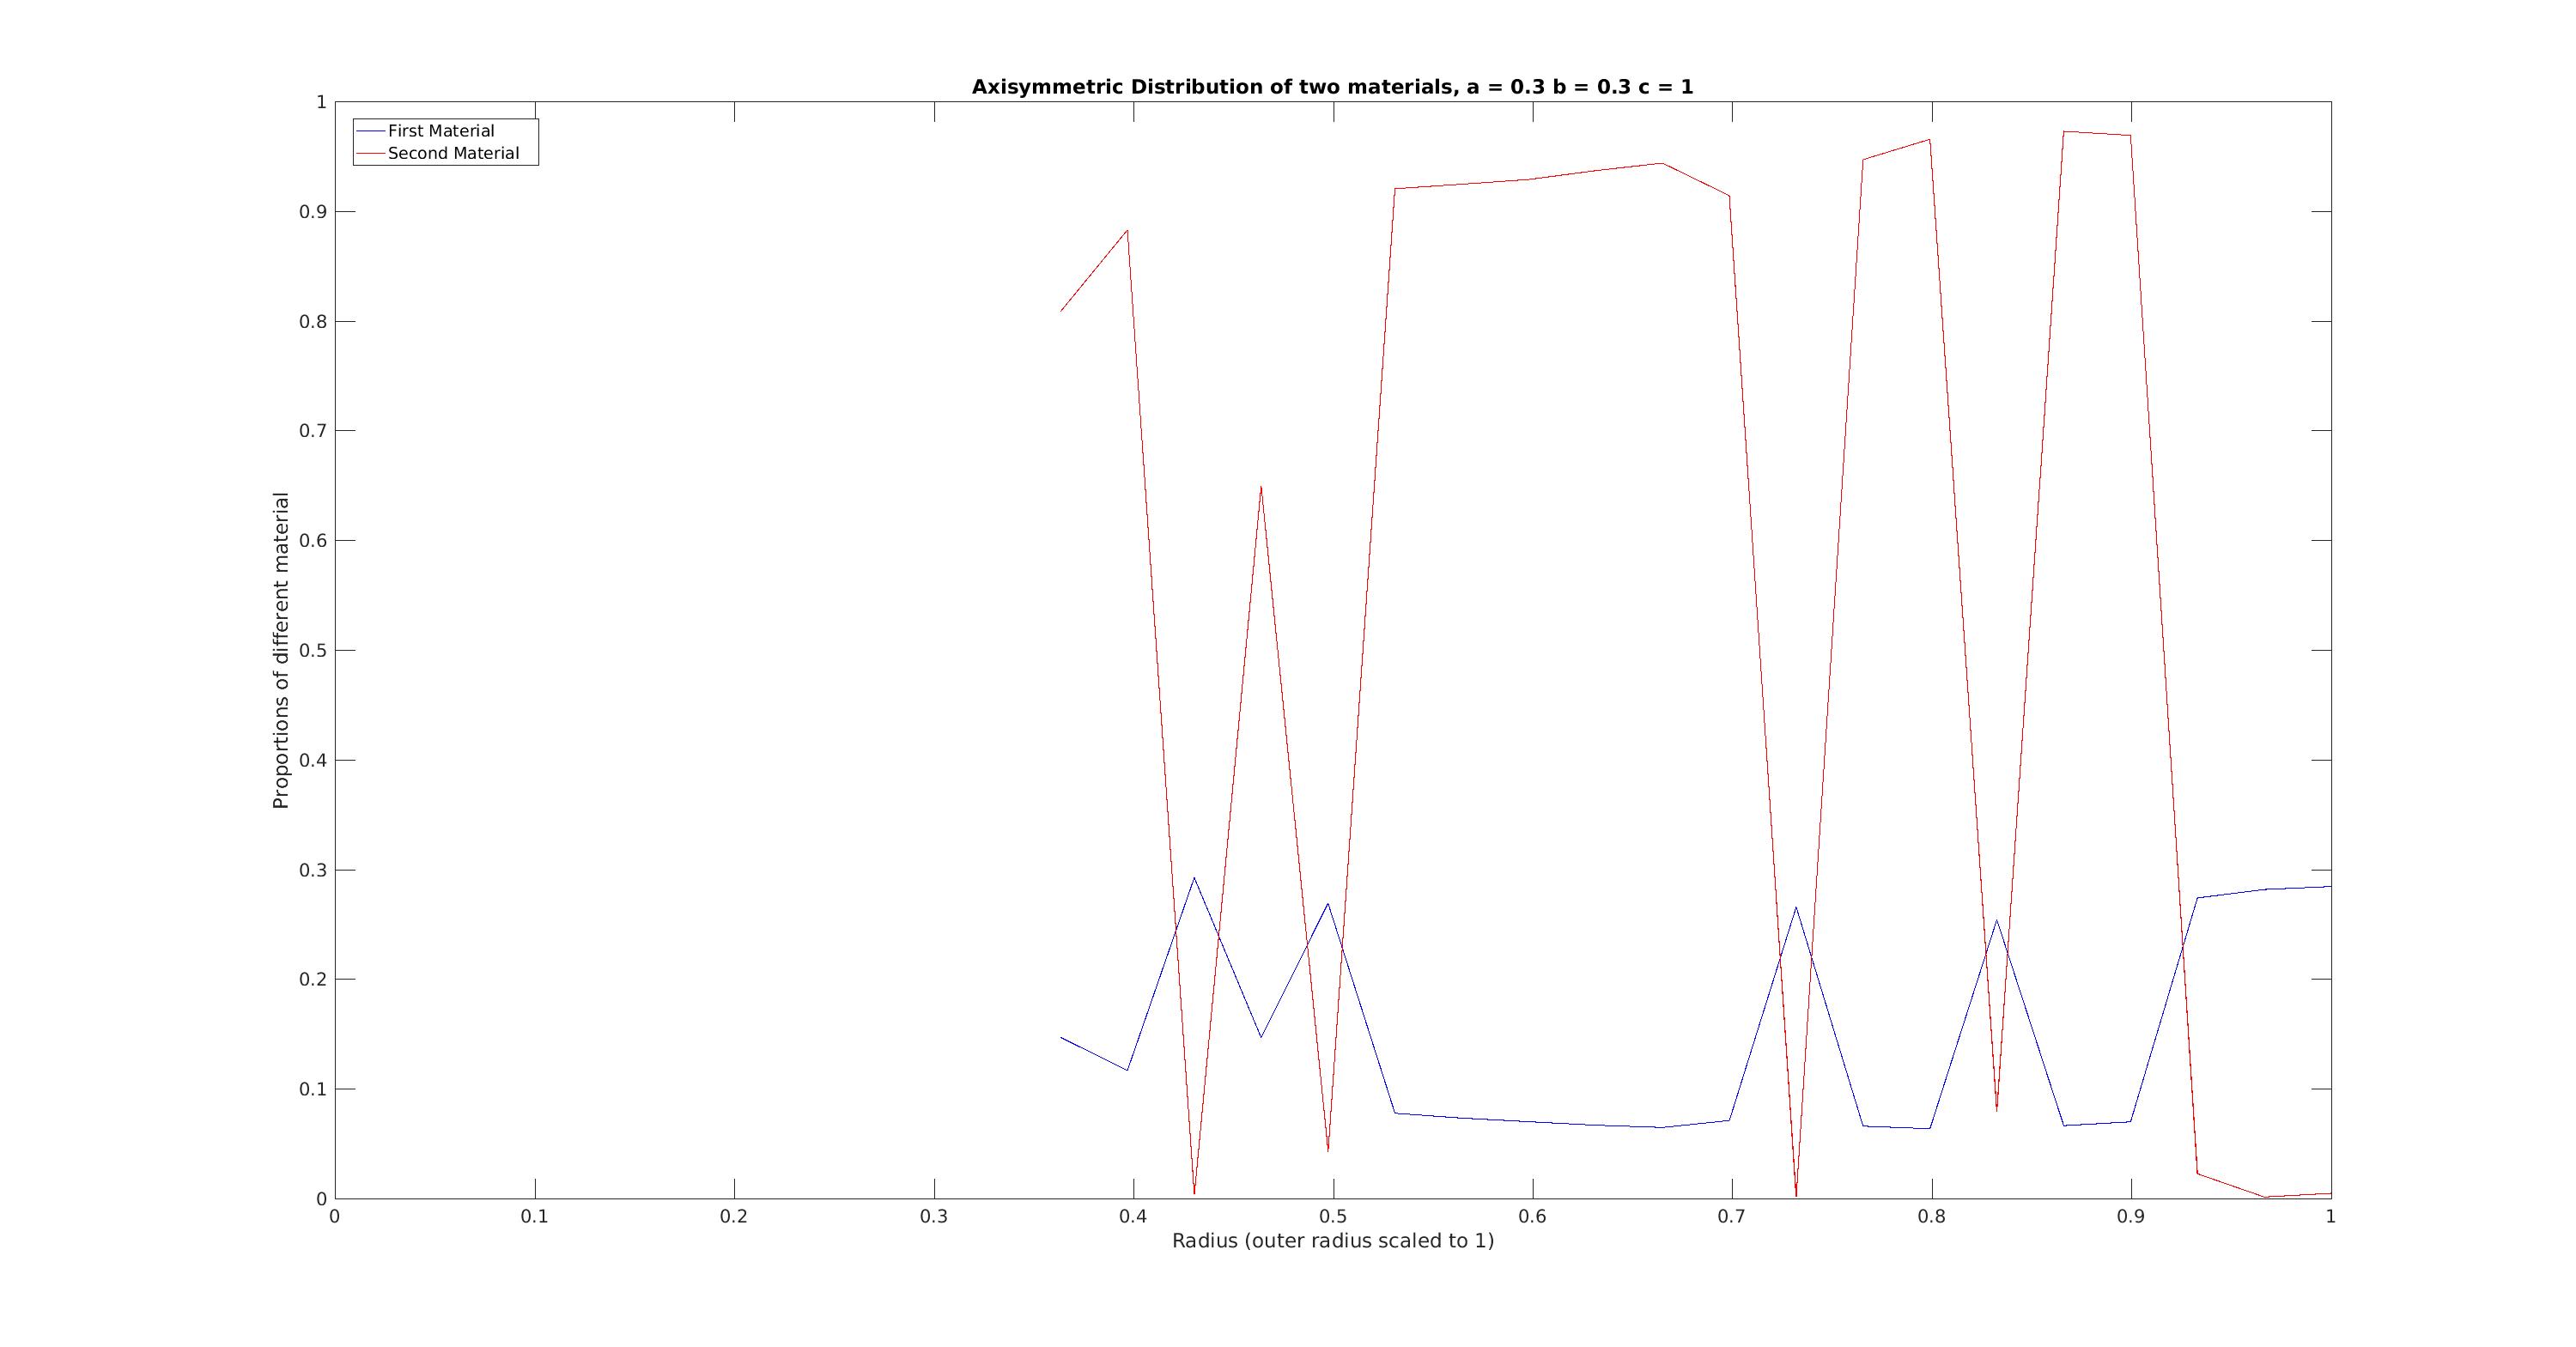 Axisymmetric Distribution of two materials, a = 0.3 b = 0.3 c = 1
First Material
Second Material
Proportions of different material
1
0.9
0.8
0.7
0.6
0.5
0.4
0.3
0.2
0.1
0
0 0.1 0.2 0.3 0.4 0.5 0.6 0.7 0.8 0.9 1
Radius (outer radius scaled to 1)